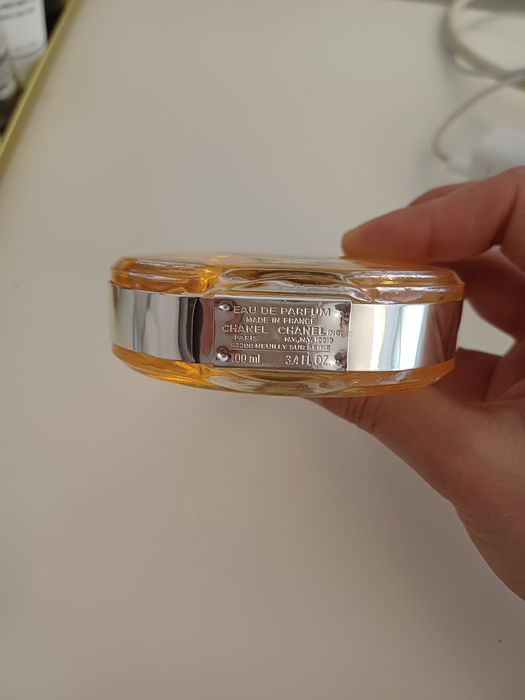 EAU DE PARFUM
MADE IN FRANCE
CHANEL CHANEL INC.
PARIS NY.,NY. 10019
92200 NEUILLY SUR SEINE
100 ml 3.4 FL.OZ.